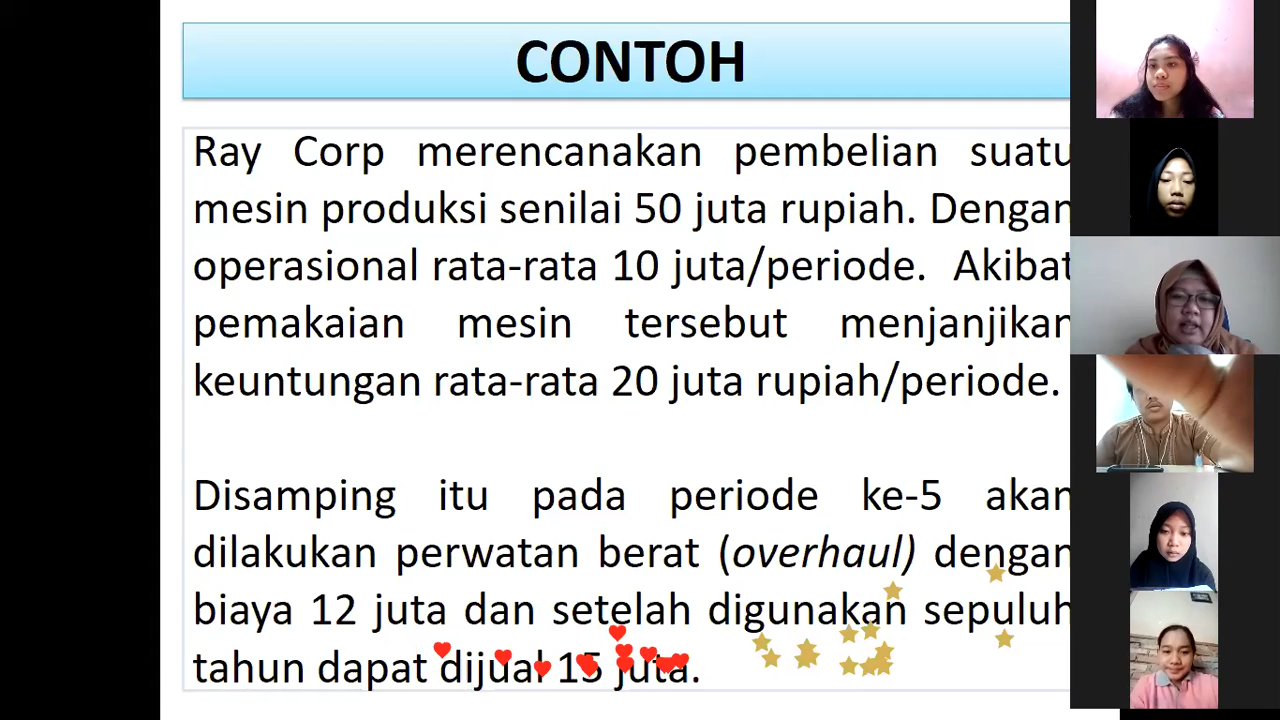 CONTOH
Ray Corp merencanakan pembelian suatu
mesin produksi senilai 50 juta rupiah. Dengan
operasional rata-rata 10 juta/periode. Akibat
pemakaian mesin tersebut menjanjikan
keuntungan rata-rata 20 juta rupiah/periode.
Disamping itu pada periode ke-5 akan
dilakukan perwatan berat (overhaul) dengan
biaya 12 juta dan setelah digunakan sepuluh
tahun dapat dijual 15 juta.